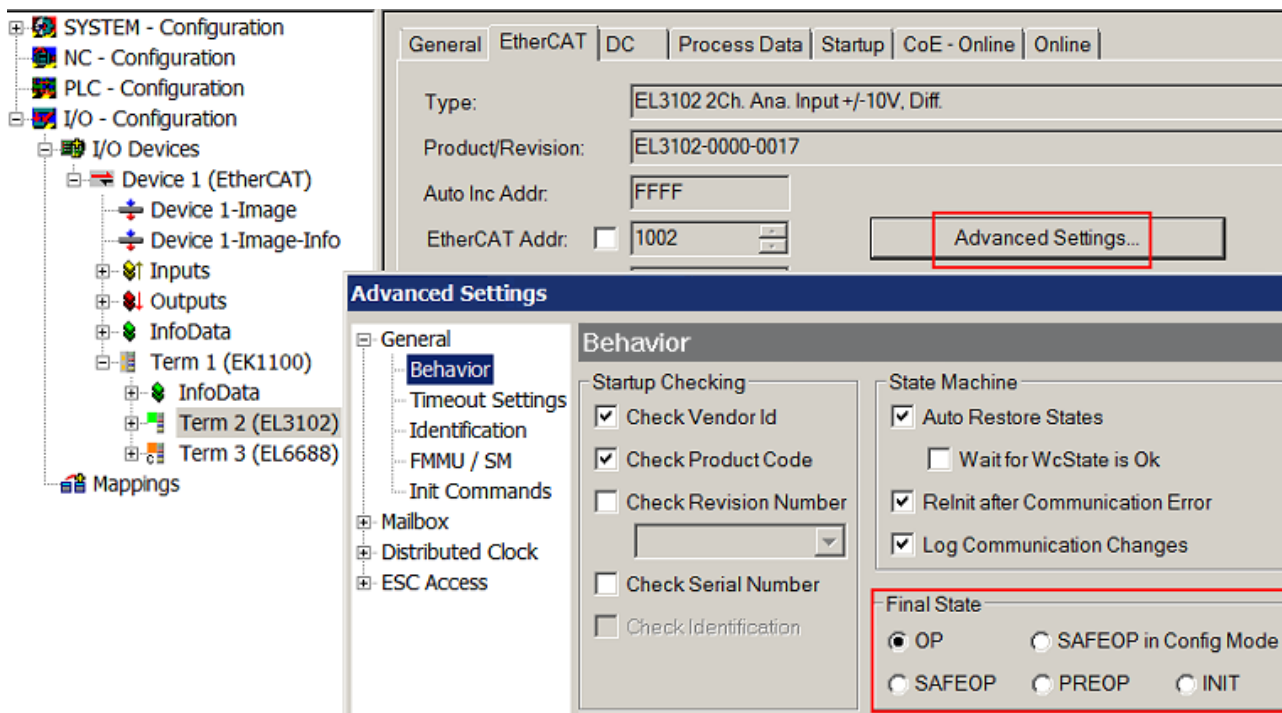 SYSTEM - Configuration
NC - Configuration
PLC - Configuration
I/O - Configuration
I/O Devices
Device 1 (EtherCAT)
Device 1-Image
Device 1-Image-Info
Inputs
Outputs
InfoData
Term 1 (EK1100)
InfoData
Term 2 (EL3102)
Term 3 (EL6688)
Mappings
General EtherCAT DC Process Data Startup CoE - Online Online
Type: EL3102 2Ch. Ana. Input +/-10V, Diff.
Product/Revision: EL3102-0000-0017
Auto Inc Addr: FFFF
EtherCAT Addr: 1002 Advanced Settings...
Advanced Settings
General
Behavior
Timeout Settings
Identification
FMMU / SM
Init Commands
Mailbox
Distributed Clock
ESC Access
Behavior
Startup Checking
Check Vendor Id
Check Product Code
Check Revision Number
Check Serial Number
Check Identification
State Machine
Auto Restore States
Wait for WcState is Ok
ReInit after Communication Error
Log Communication Changes
Final State
OP SAFEOP in Config Mode
SAFEOP PREOP INIT